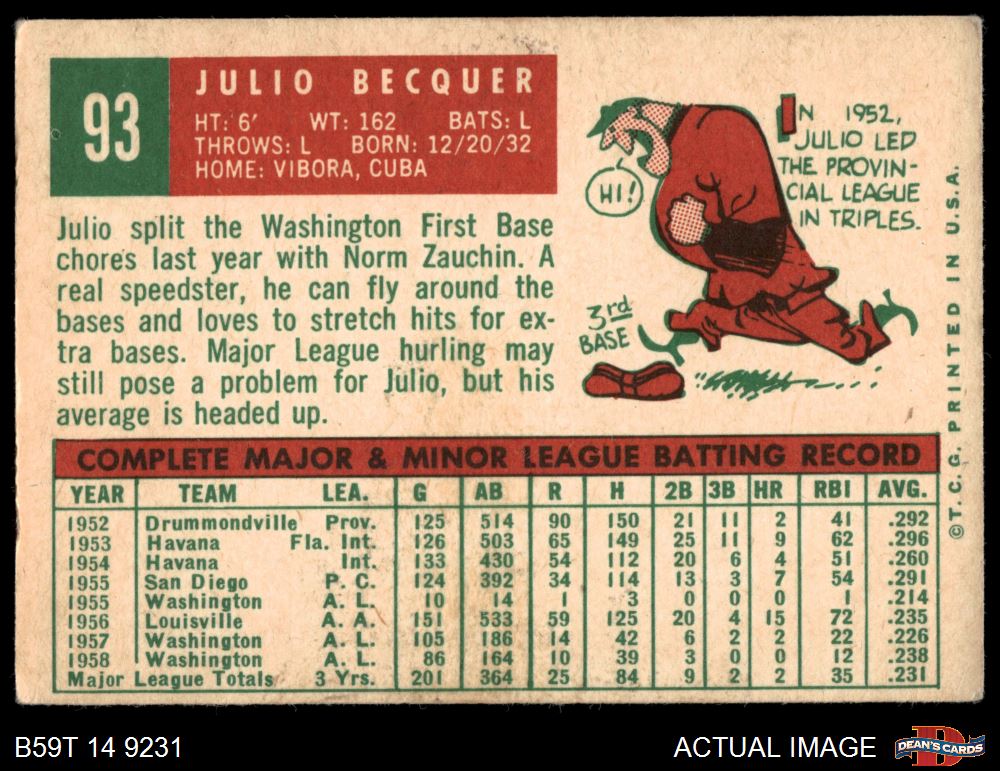 93
JULIO BECQUER
HT: 6' WT: 162 BATS: L
THROWS: L BORN: 12/20/32
HOME: VIBORA, CUBA
Julio split the Washington First Base
chores last year with Norm Zauchin. A
real speedster, he can fly around the
bases and loves to stretch hits for ex-
tra bases. Major League hurling may
still pose a problem for Julio, but his
average is headed up.
HI!
3rd
BASE
IN 1952,
JULIO LED
THE PROVIN-
CIAL LEAGUE
IN TRIPLES.
©T.C.G. PRINTED IN U.S.A.
COMPLETE MAJOR & MINOR LEAGUE BATTING RECORD
YEAR TEAM LEA. G AB R H 2B 3B HR RBI AVG.
1952 Drummondville Prov. 125 514 90 150 21 11 2 41 .292
1953 Havana Fla. Int. 126 503 65 149 25 11 9 62 .296
1954 Havana Int. 133 430 54 112 20 6 4 51 .260
1955 San Diego P. C. 124 392 34 114 13 3 7 54 .291
1955 Washington A. L. 10 14 1 3 0 0 0 1 .214
1956 Louisville A. A. 151 533 59 125 20 4 15 72 .235
1957 Washington A. L. 105 186 14 42 6 2 2 22 .226
1958 Washington A. L. 86 164 10 39 3 0 0 12 .238
Major League Totals 3 Yrs. 201 364 25 84 9 2 2 35 .231
B59T 14 9231
ACTUAL IMAGE
D
DEAN'S CARDS